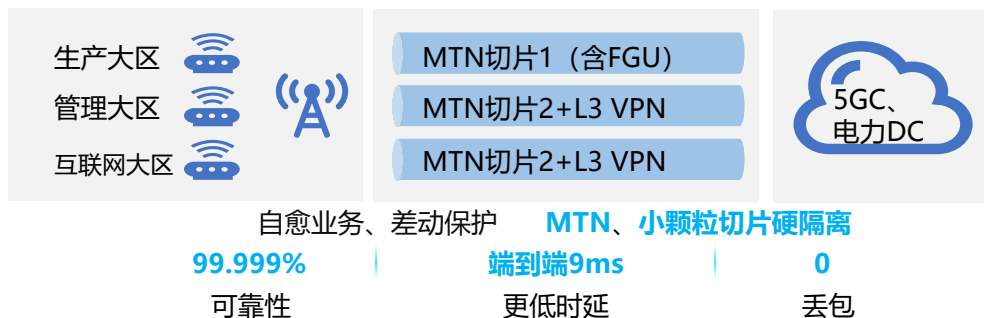 生产大区
管理大区
互联网大区
MTN切片1（含FGU）
MTN切片2+L3 VPN
MTN切片2+L3 VPN
5GC、
电力DC
自愈业务、差动保护 MTN、小颗粒切片硬隔离
99.999% 端到端9ms 0
可靠性 更低时延 丢包